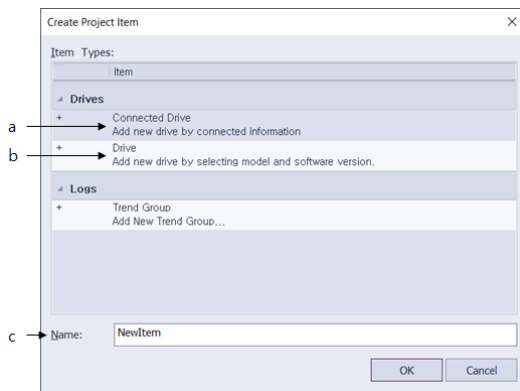 Create Project Item
Item Types:
Item
Drives
a
+ Connected Drive
Add new drive by connected information
b
+ Drive
Add new drive by selecting model and software version.
Logs
+ Trend Group
Add New Trend Group...
c
Name: NewItem
OK Cancel